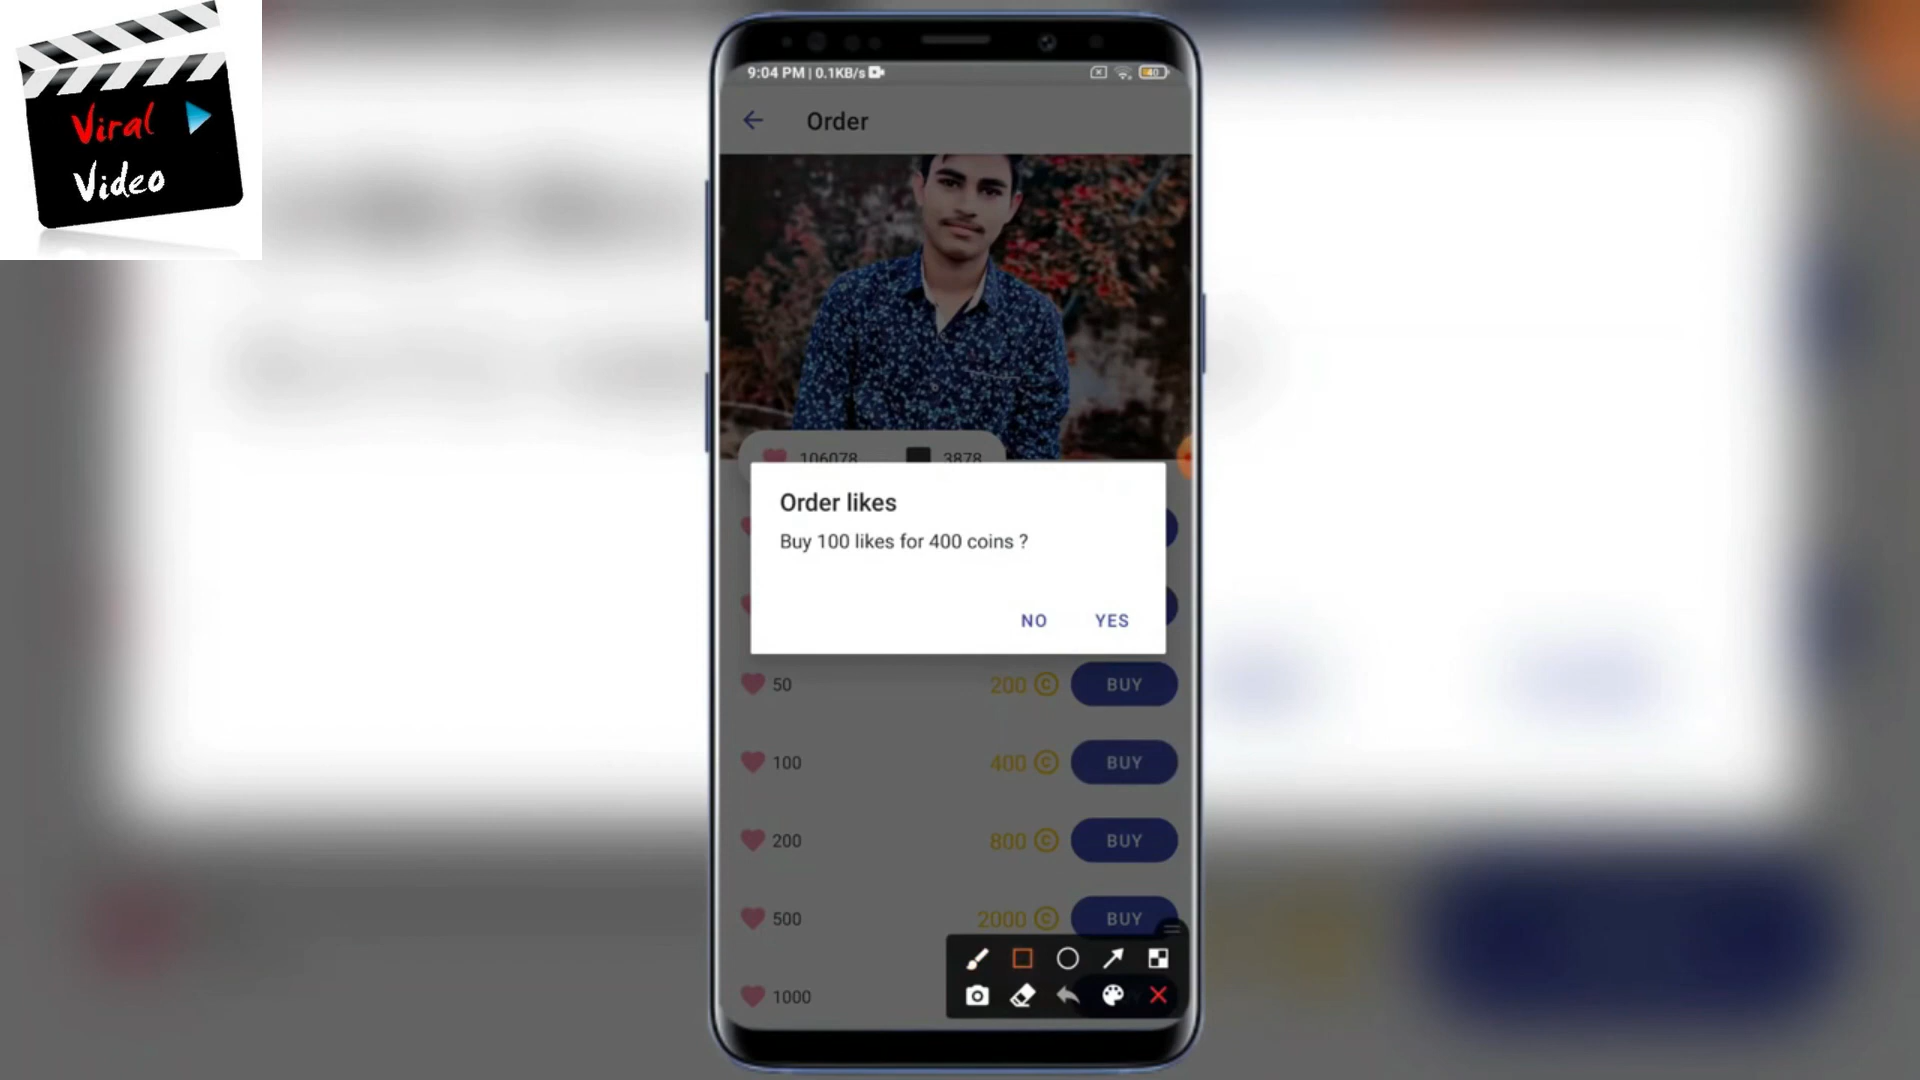 Viral
Video
9:04 PM | 0.1KB/s
40
Order
106078
3878
Order likes
Buy 100 likes for 400 coins ?
NO
YES
50
200
BUY
100
400
BUY
200
800
BUY
500
2000
BUY
1000